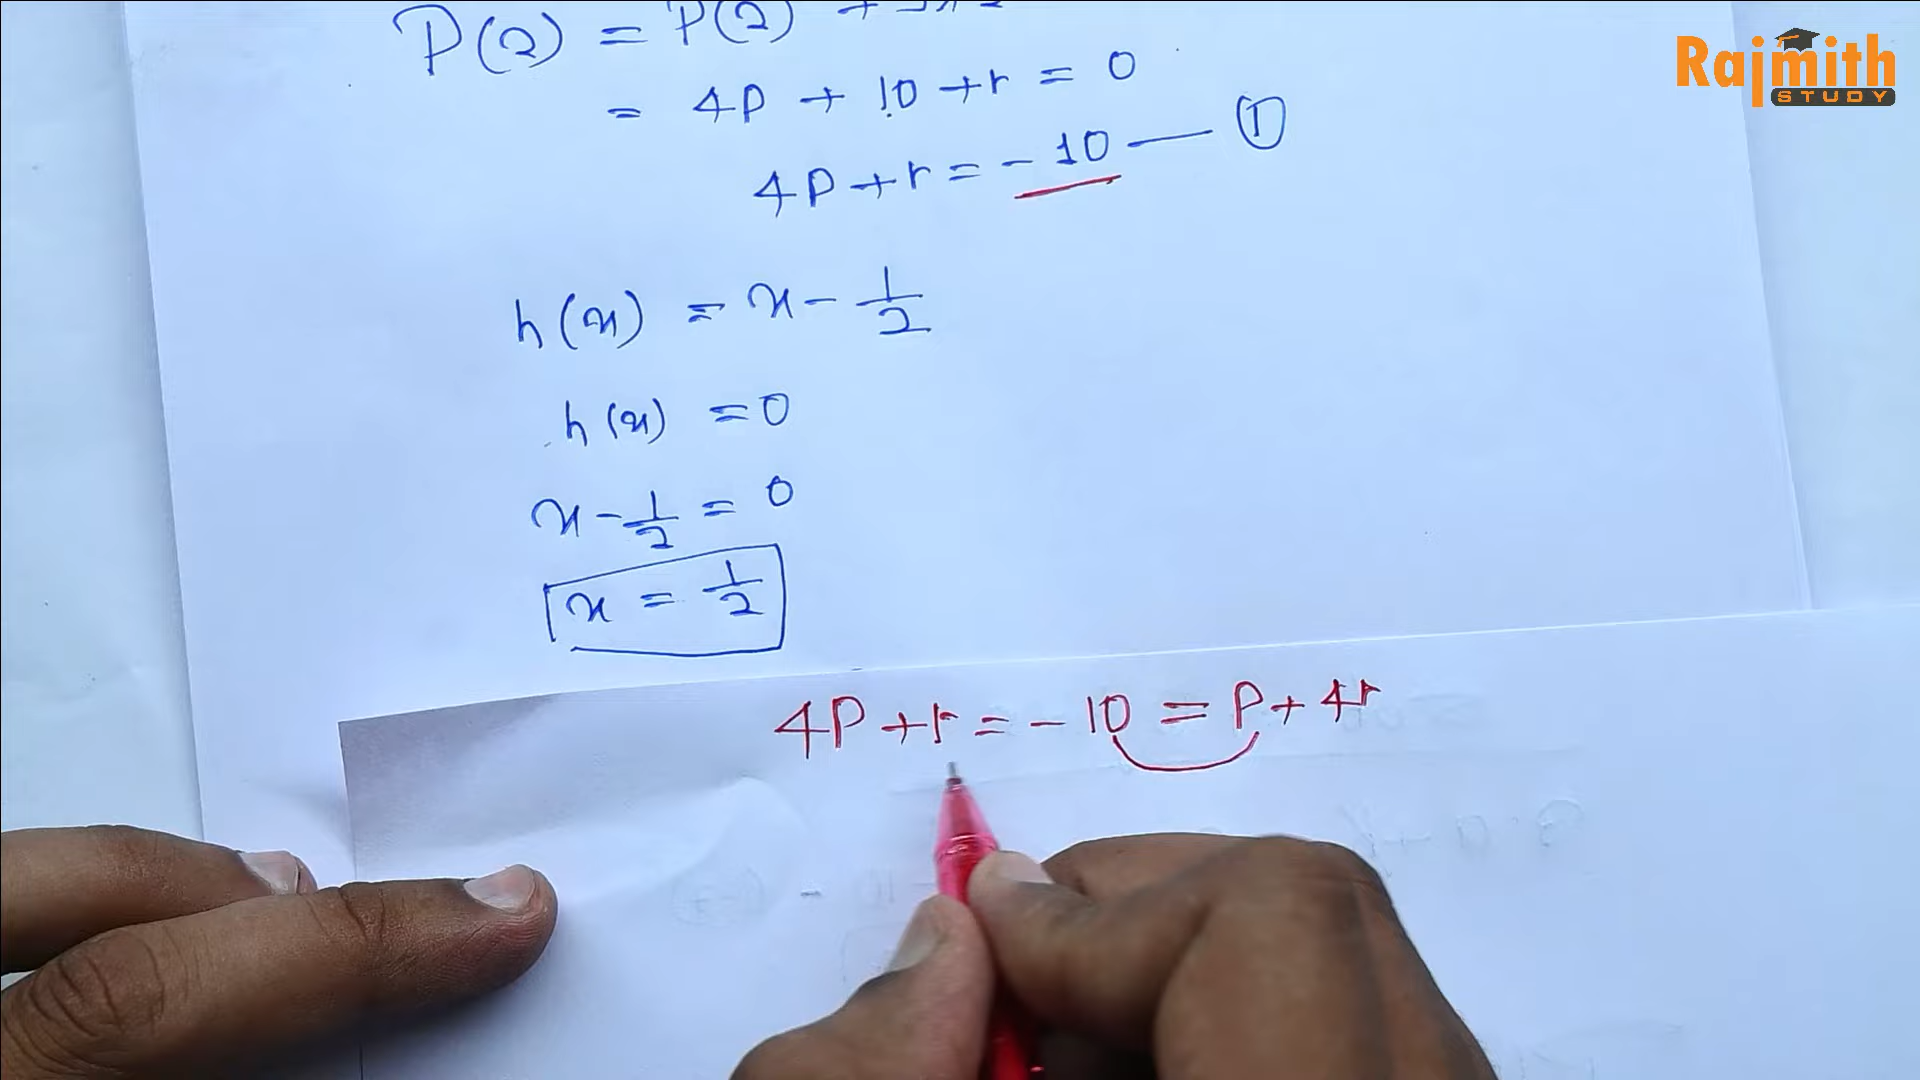 P(2) = P(2)
= 4P + 10 + r = 0
4P + r = - 10 — ①
h(x) = x - 1/2
h(x) = 0
x - 1/2 = 0
x = 1/2
4P + r = - 10 = P + 4r
Rajmith
STUDY